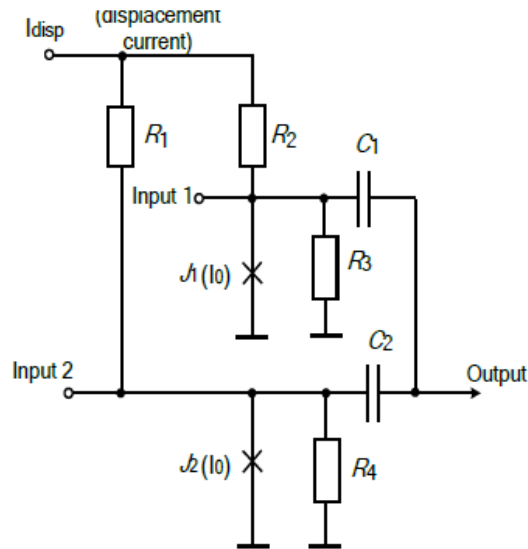 (displacement
Idisp
current)
R1
R2
C1
Input 1
J1(I0)
R3
C2
Input 2
Output
J2(I0)
R4